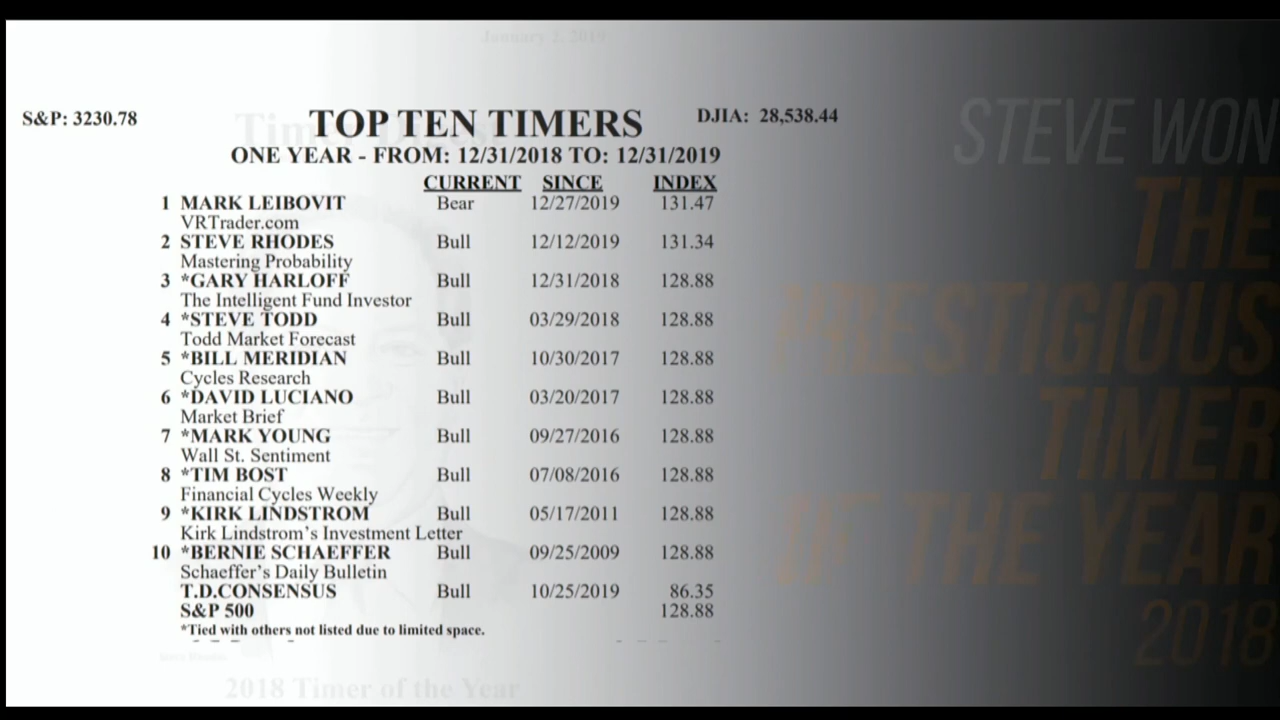 January 2, 2019
S&P: 3230.78
TOP TEN TIMERS
DJIA: 28,538.44
Timer Digest
ONE YEAR - FROM: 12/31/2018 TO: 12/31/2019
CURRENT SINCE INDEX
1 MARK LEIBOVIT Bear 12/27/2019 131.47
VRTrader.com
2 STEVE RHODES Bull 12/12/2019 131.34
Mastering Probability
3 *GARY HARLOFF Bull 12/31/2018 128.88
The Intelligent Fund Investor
4 *STEVE TODD Bull 03/29/2018 128.88
Todd Market Forecast
5 *BILL MERIDIAN Bull 10/30/2017 128.88
Cycles Research
6 *DAVID LUCIANO Bull 03/20/2017 128.88
Market Brief
7 *MARK YOUNG Bull 09/27/2016 128.88
Wall St. Sentiment
8 *TIM BOST Bull 07/08/2016 128.88
Financial Cycles Weekly
9 *KIRK LINDSTROM Bull 05/17/2011 128.88
Kirk Lindstrom's Investment Letter
10 *BERNIE SCHAEFFER Bull 09/25/2009 128.88
Schaeffer's Daily Bulletin
T.D.CONSENSUS Bull 10/25/2019 86.35
S&P 500 128.88
*Tied with others not listed due to limited space.
2018 Timer of the Year
STEVE WON
THE
PRESTIGIOUS
TIMER
OF THE YEAR
2018